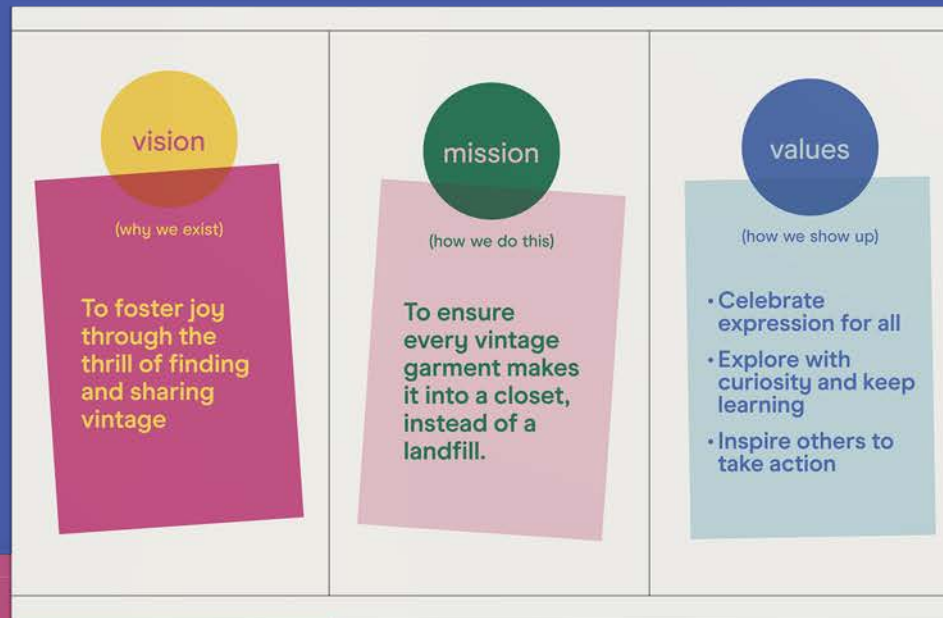 vision
(why we exist)
To foster joy
through the
thrill of finding
and sharing
vintage
mission
(how we do this)
To ensure
every vintage
garment makes
it into a closet,
instead of a
landfill.
values
(how we show up)
• Celebrate
expression for all
• Explore with
curiosity and keep
learning
• Inspire others to
take action